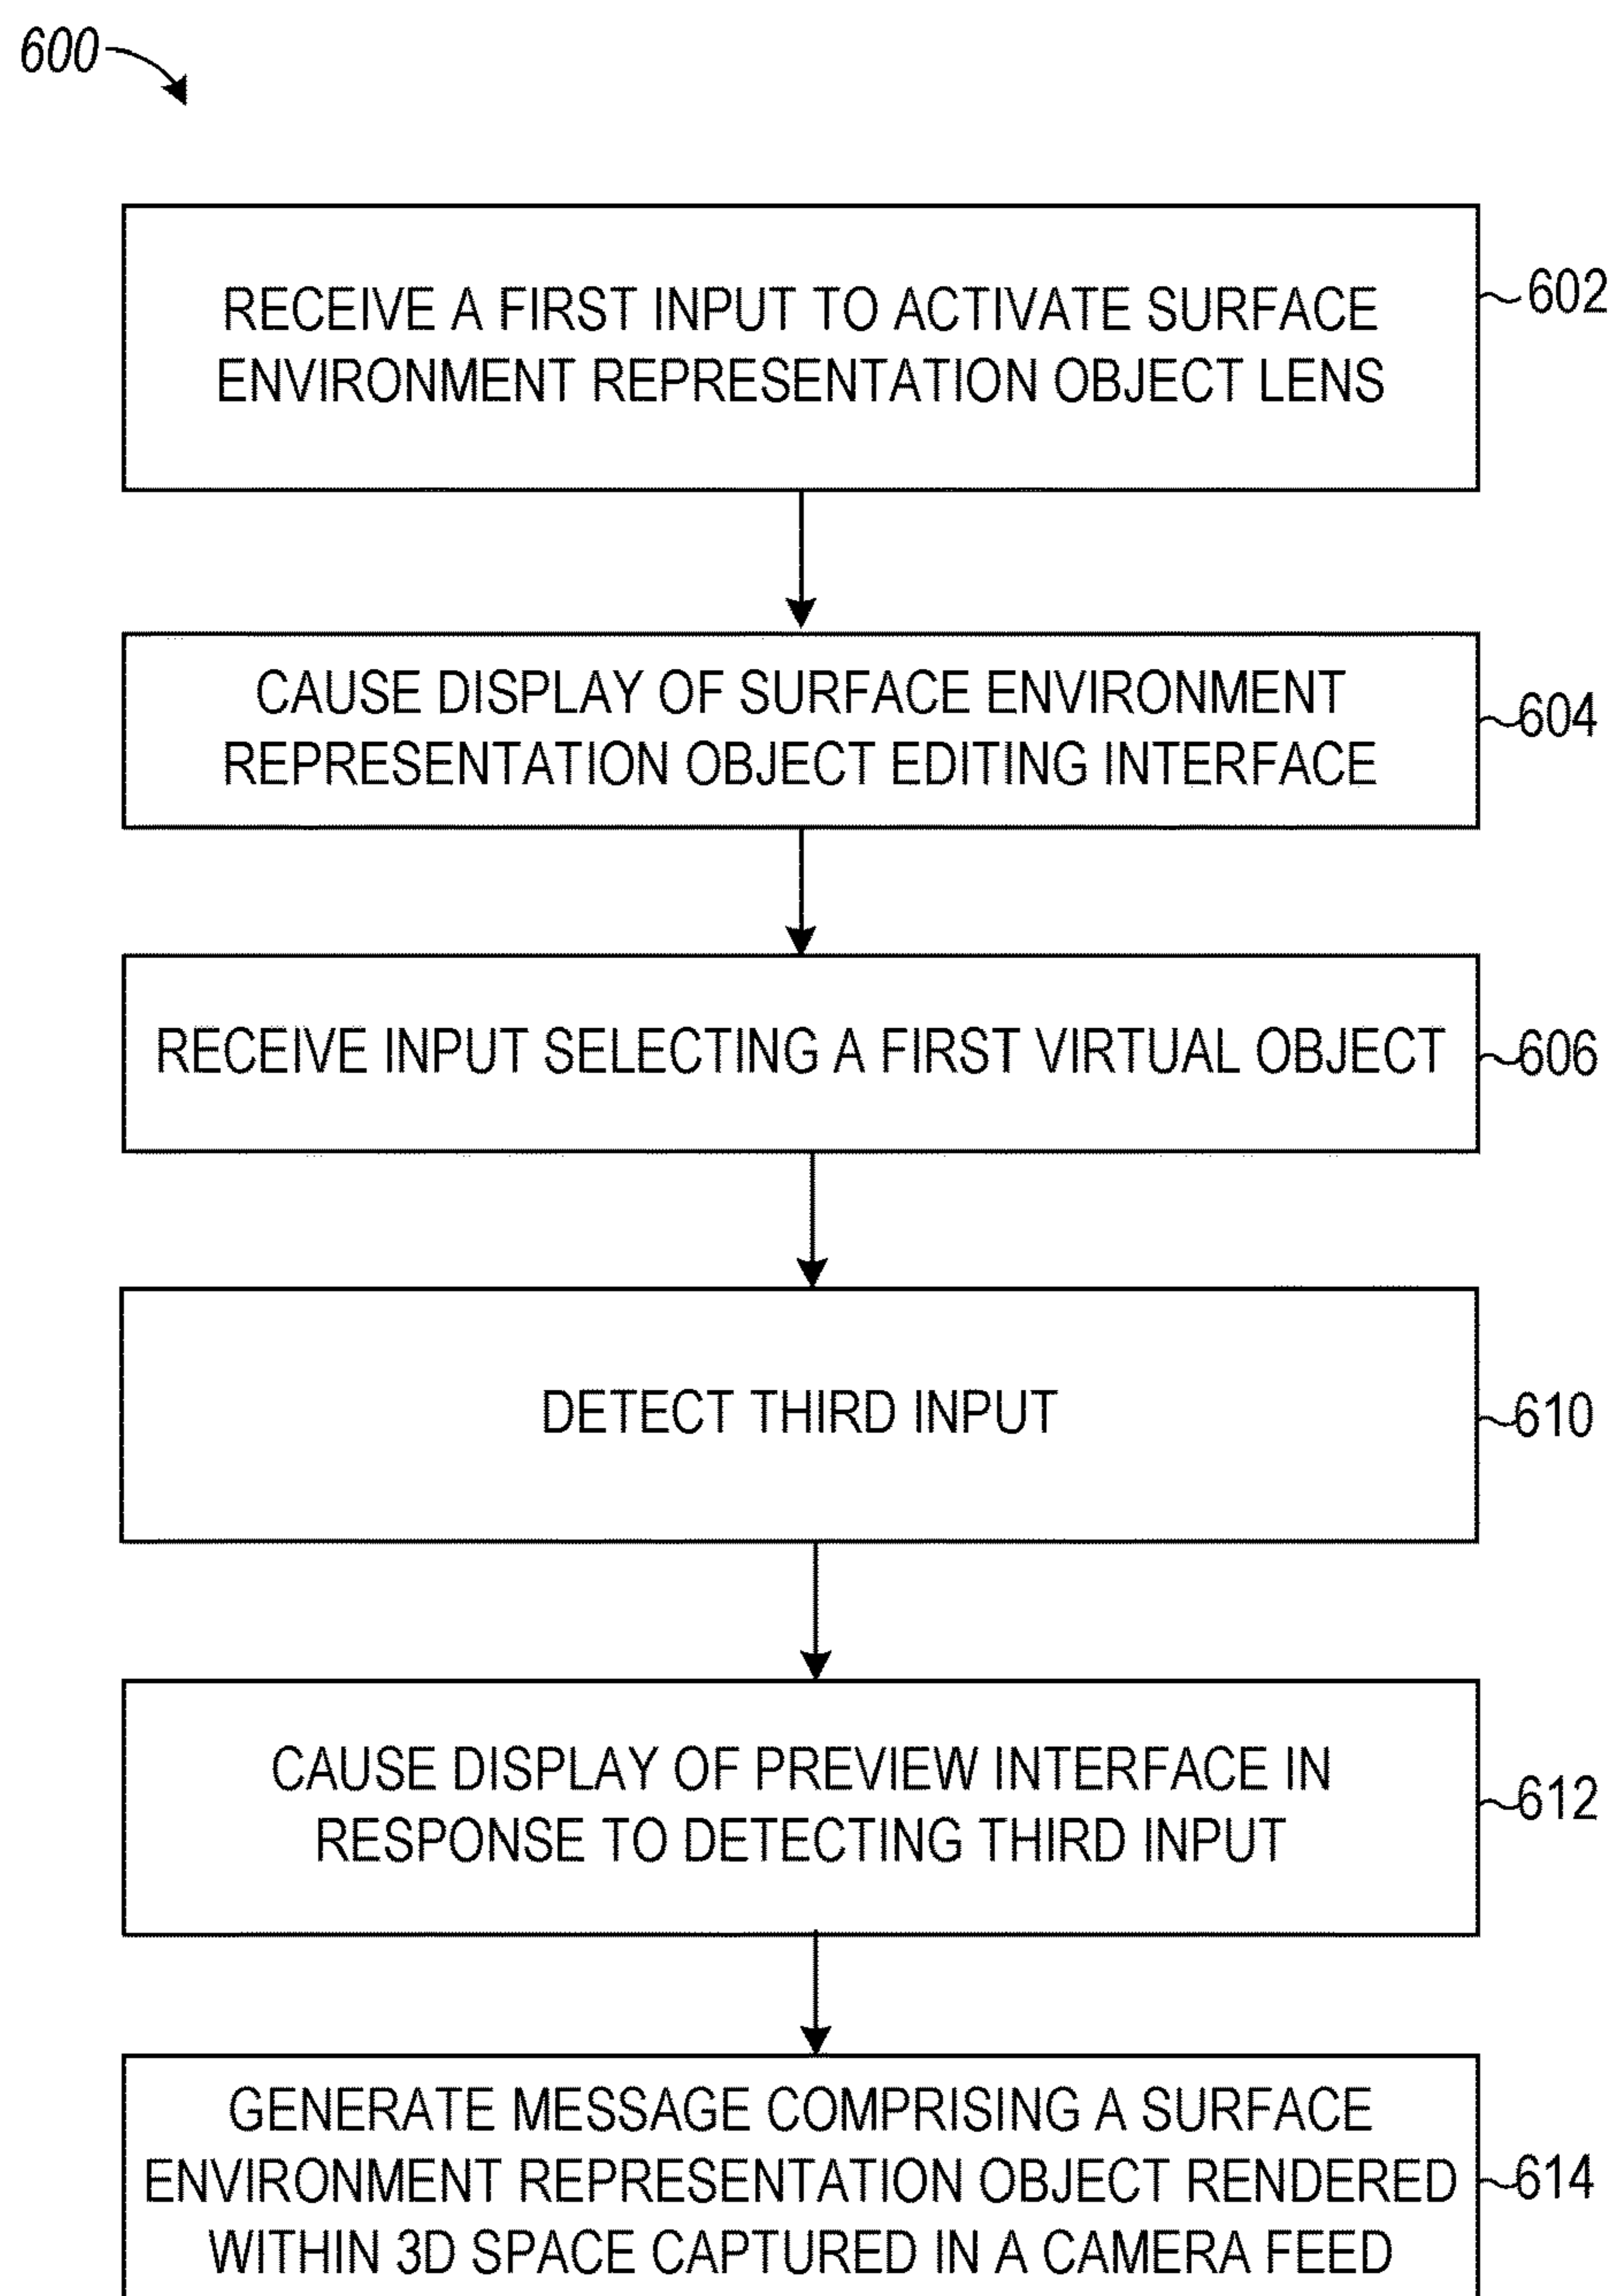 600
RECEIVE A FIRST INPUT TO ACTIVATE SURFACE
ENVIRONMENT REPRESENTATION OBJECT LENS
602
CAUSE DISPLAY OF SURFACE ENVIRONMENT
REPRESENTATION OBJECT EDITING INTERFACE
604
RECEIVE INPUT SELECTING A FIRST VIRTUAL OBJECT
606
DETECT THIRD INPUT
610
CAUSE DISPLAY OF PREVIEW INTERFACE IN
RESPONSE TO DETECTING THIRD INPUT
612
GENERATE MESSAGE COMPRISING A SURFACE
ENVIRONMENT REPRESENTATION OBJECT RENDERED
WITHIN 3D SPACE CAPTURED IN A CAMERA FEED
614